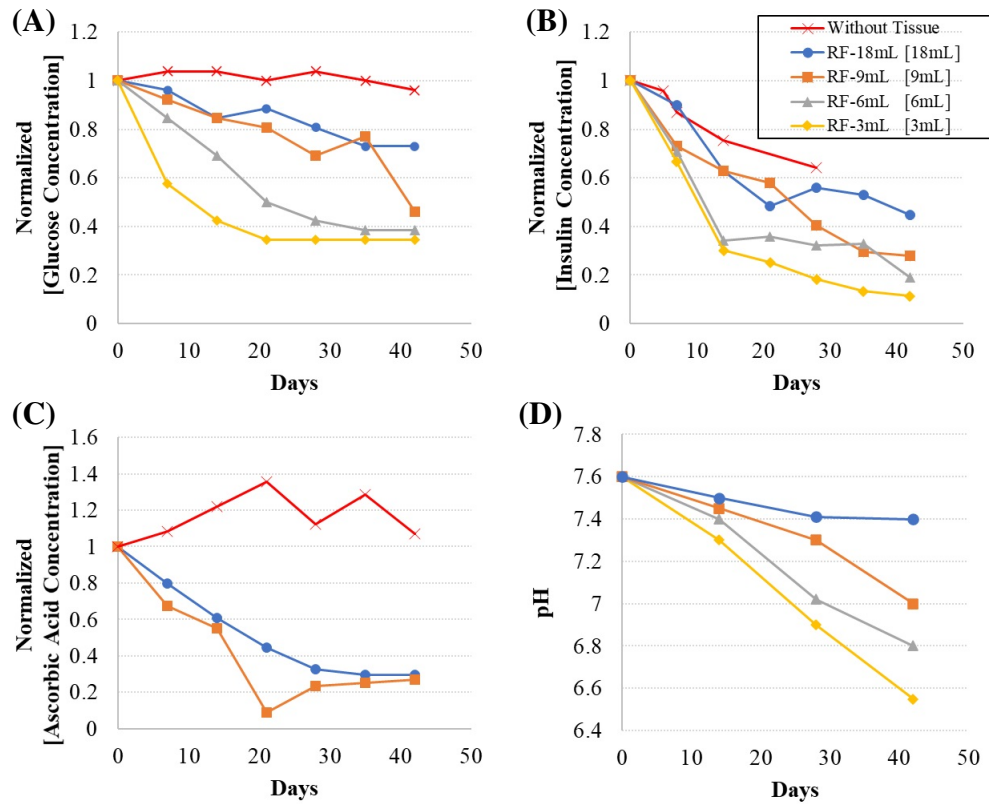 (A)
Normalized
[Glucose Concentration]
1.2
1
0.8
0.6
0.4
0.2
0
0 10 20 30 40 50
Days
(B)
Normalized
[Insulin Concentration]
1.2
1
0.8
0.6
0.4
0.2
0
0 10 20 30 40 50
Days
Without Tissue
RF-18mL [18mL]
RF-9mL [9mL]
RF-6mL [6mL]
RF-3mL [3mL]
(C)
Normalized
[Ascorbic Acid Concentration]
1.6
1.4
1.2
1
0.8
0.6
0.4
0.2
0
0 10 20 30 40 50
Days
(D)
pH
7.8
7.6
7.4
7.2
7
6.8
6.6
6.4
0 10 20 30 40 50
Days